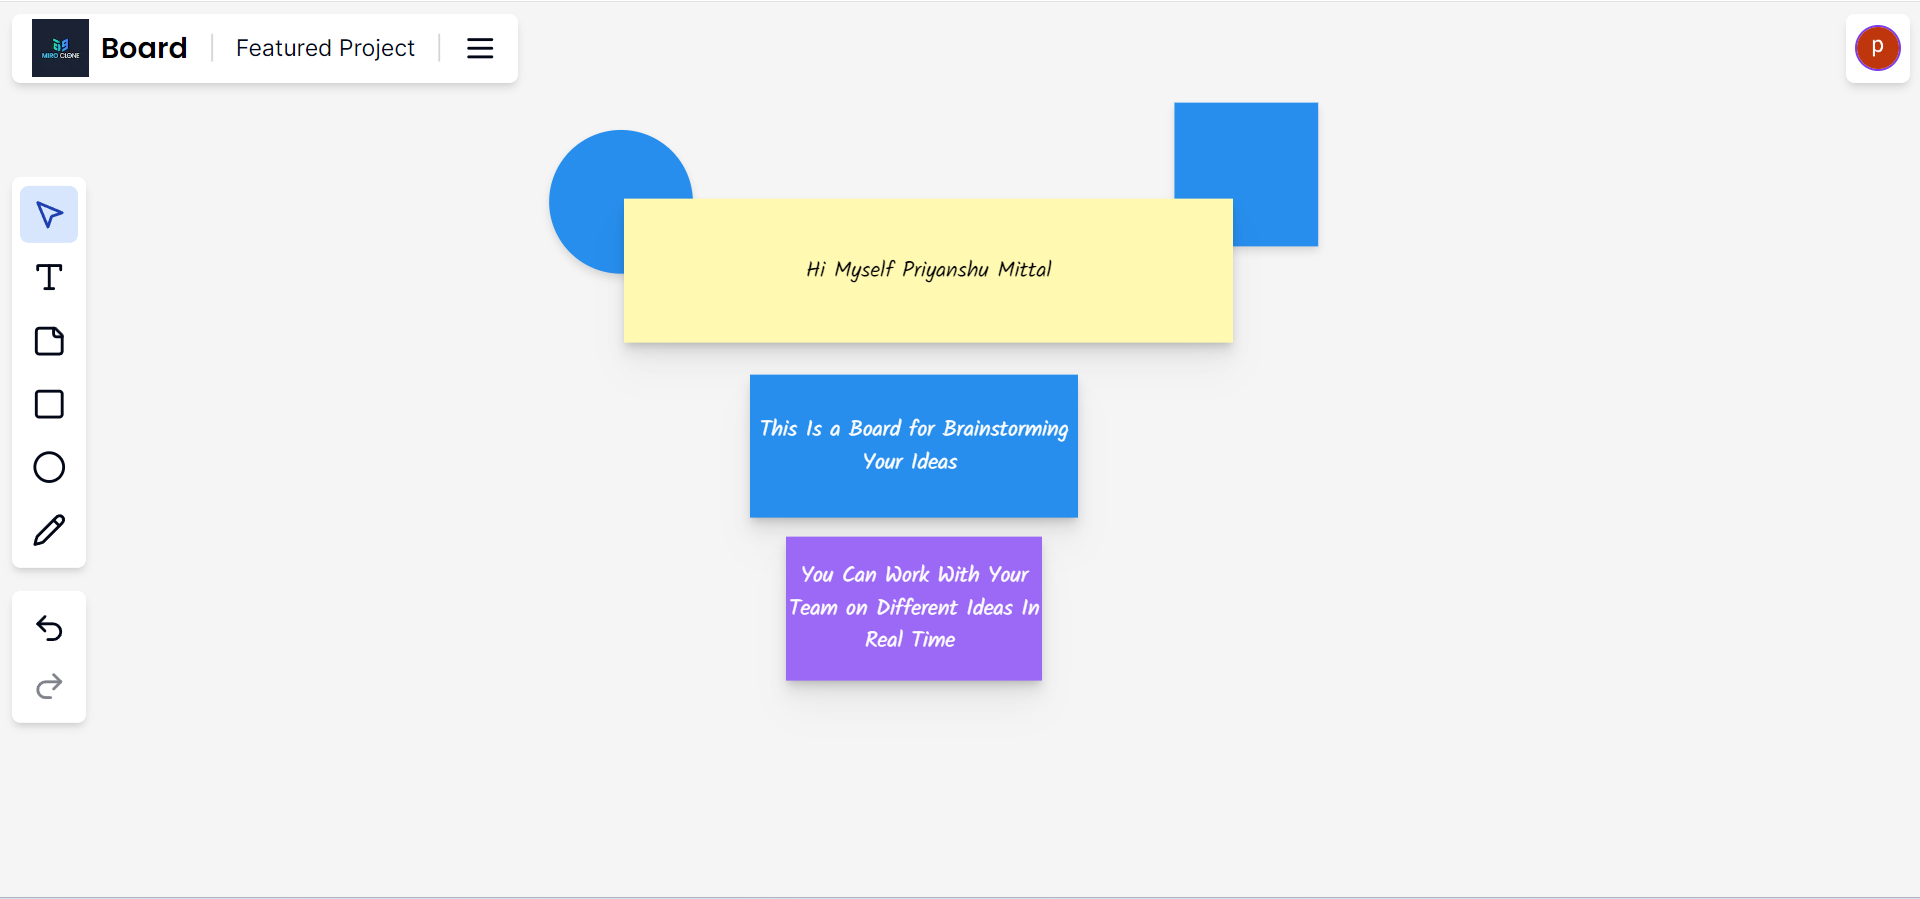 MIRO CLONE
Board
Featured Project
p
Hi Myself Priyanshu Mittal
This Is a Board for Brainstorming
Your Ideas
You Can Work With Your
Team on Different Ideas In
Real Time